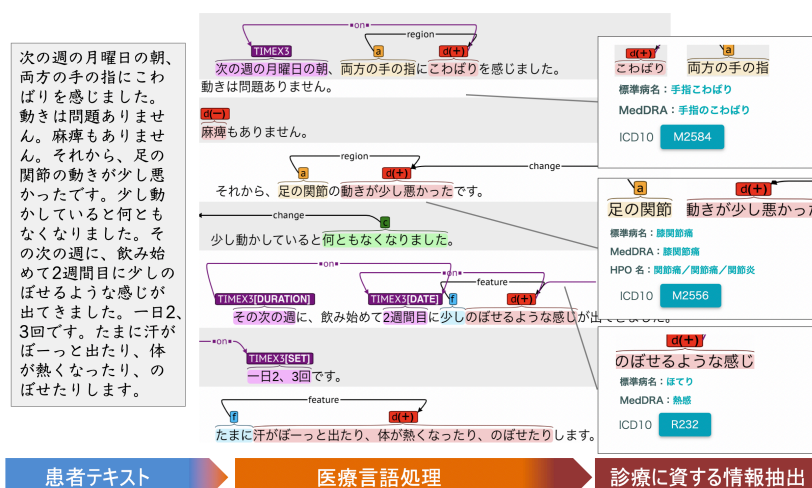 次の週の月曜日の朝、
両方の手の指にこわ
ばりを感じました。
動きは問題ありませ
ん。麻痺もありませ
ん。それから、足の
関節の動きが少し悪
かったです。少し動
かしていると何とも
なくなりました。そ
の次の週に、飲み始
めて2週間目に少しの
ぼせるような感じが
出てきました。一日2、
3回です。たまに汗が
ぼーっと出たり、体
が熱くなったり、の
ぼせたりします。
▪on▪
region
TIMEX3 a d(+)
次の週の月曜日の朝、両方の手の指にこわばりを感じました。
動きは問題ありません。
d(−)
麻痺もありません。
region
change
a d(+)
それから、足の関節の動きが少し悪かったです。
change
c
少し動かしていると何ともなくなりました。
▪on▪
▪on▪
feature
TIMEX3[DURATION] TIMEX3[DATE] f d(+)
その次の週に、飲み始めて2週間目に少しのぼせるような感じが出てきました。
▪on▪
TIMEX3[SET]
一日2、3回です。
feature
f d(+)
たまに汗がぼーっと出たり、体が熱くなったり、のぼせたりします。
d(+) a
こわばり 両方の手の指
標準病名：手指こわばり
MedDRA：手指のこわばり
ICD10 M2584
a d(+)
足の関節 動きが少し悪かった
標準病名：膝関節痛
MedDRA：膝関節痛
HPO 名：関節痛／関節痛／関節炎
ICD10 M2556
d(+)
のぼせるような感じ
標準病名：ほてり
MedDRA：熱感
ICD10 R232
患者テキスト
医療言語処理
診療に資する情報抽出